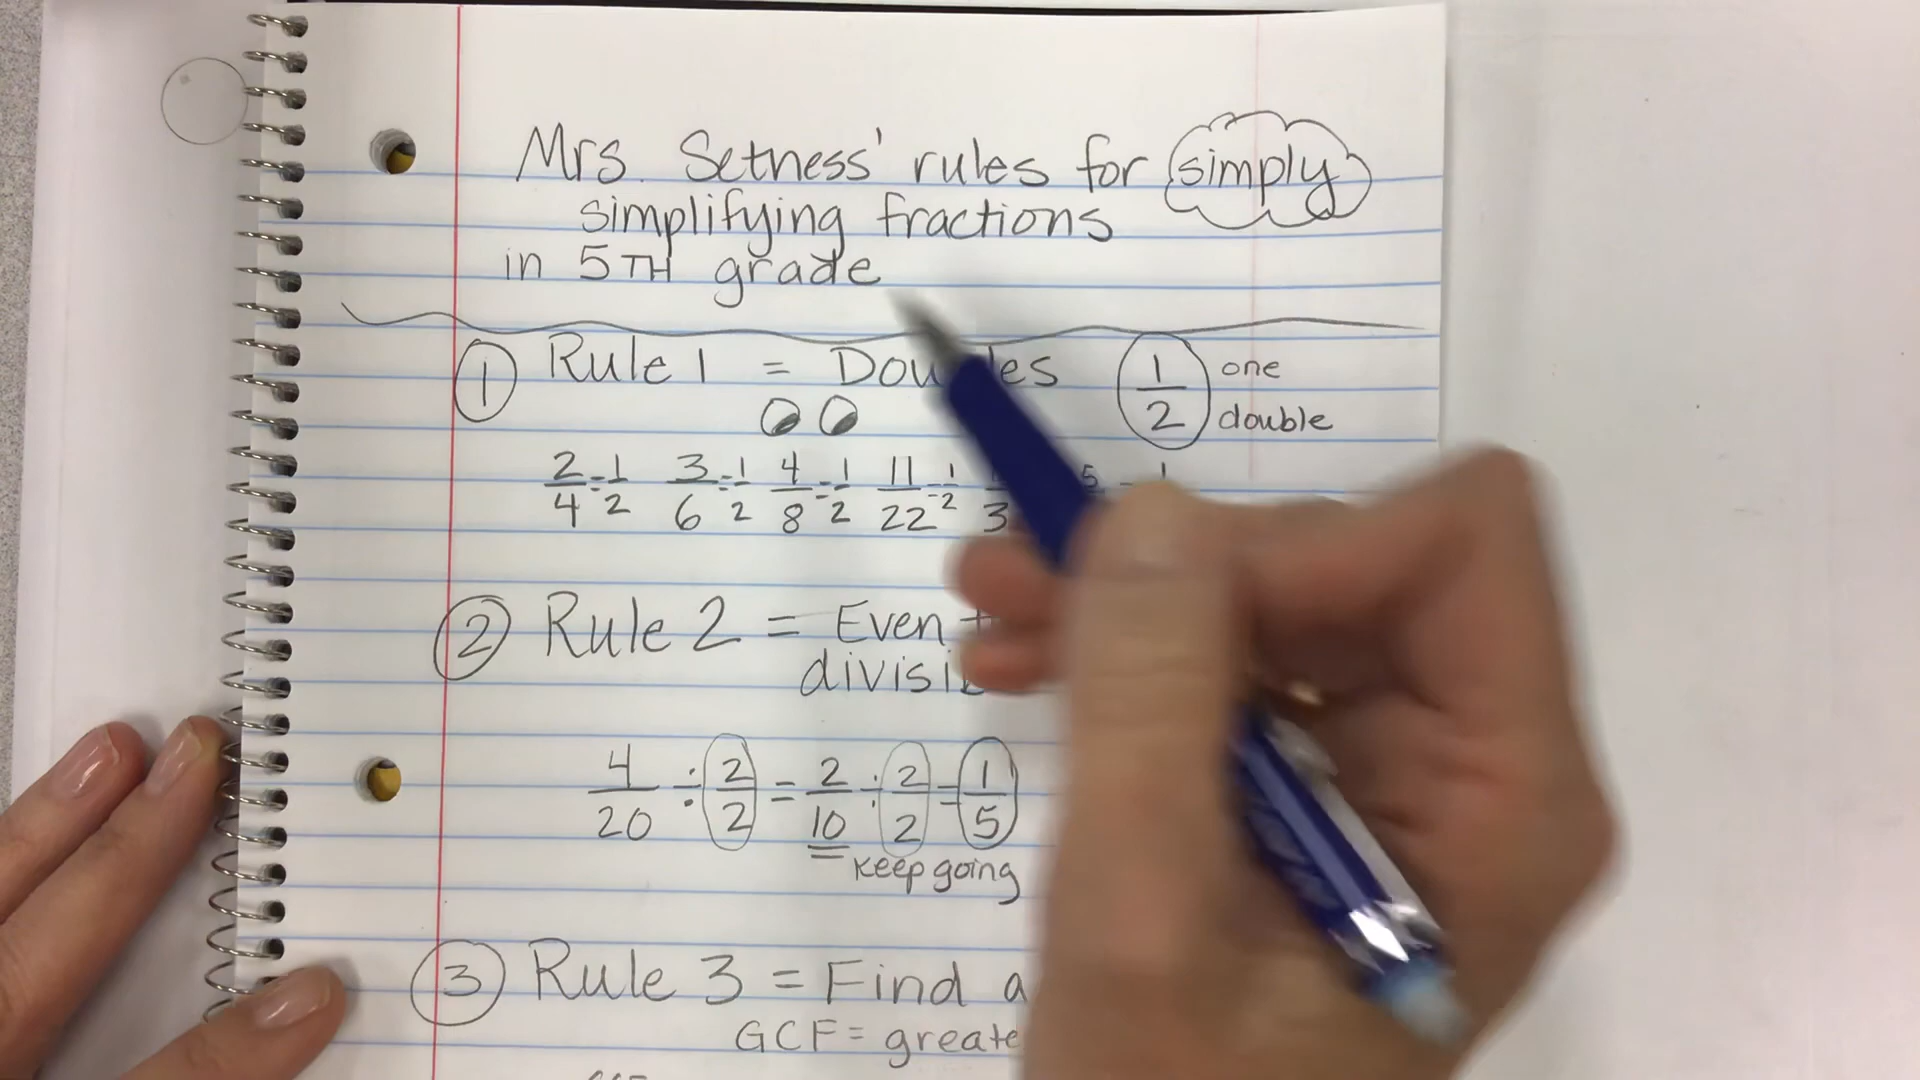 Mrs. Setness' rules for simply
simplifying fractions
in 5TH grade
① Rule 1 = 1/2 one
double
2/4 = 1/2 3/6 = 1/2 4/8 = 1/2 11/22 = 1/2
② Rule 2 = Even
4/20 ÷ 2/2 = 2/10 ÷ 2/2 = 1/5
keep going
③ Rule 3 = Find a
GCF =